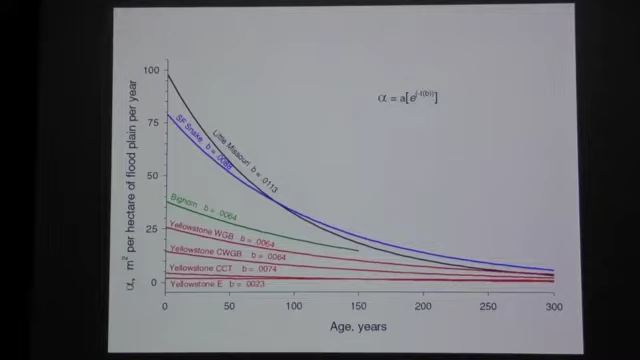 α = a[e^(-t(b))]
α, m² per hectare of flood plain per year
100
75
50
25
0
SF Snake b = .0088
Little Missouri b = .0113
Bighorn b = .0064
Yellowstone WGB b = .0064
Yellowstone CWGB b = .0064
Yellowstone CCT b = .0074
Yellowstone E b = .0023
0 50 100 150 200 250 300
Age, years